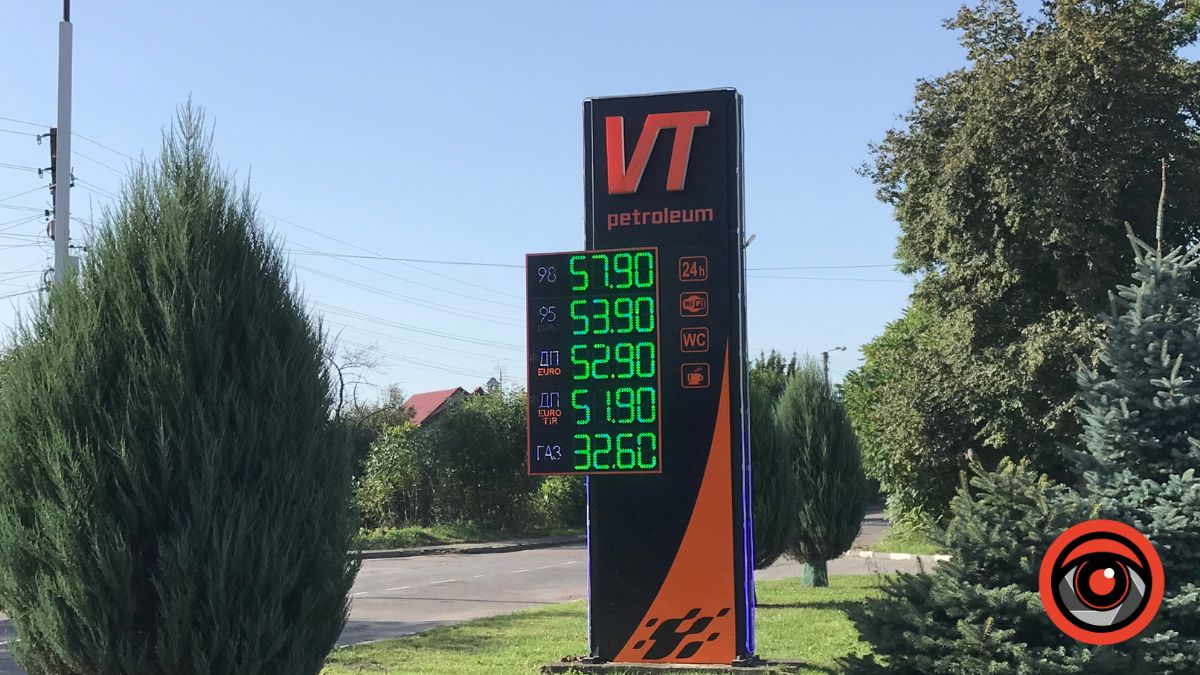 VT
petroleum
98 57.90
95 53.90
EURO
ДП 52.90
EURO
ДП 51.90
EURO
TIR
ГАЗ 32.60
24h
WiFi
WC